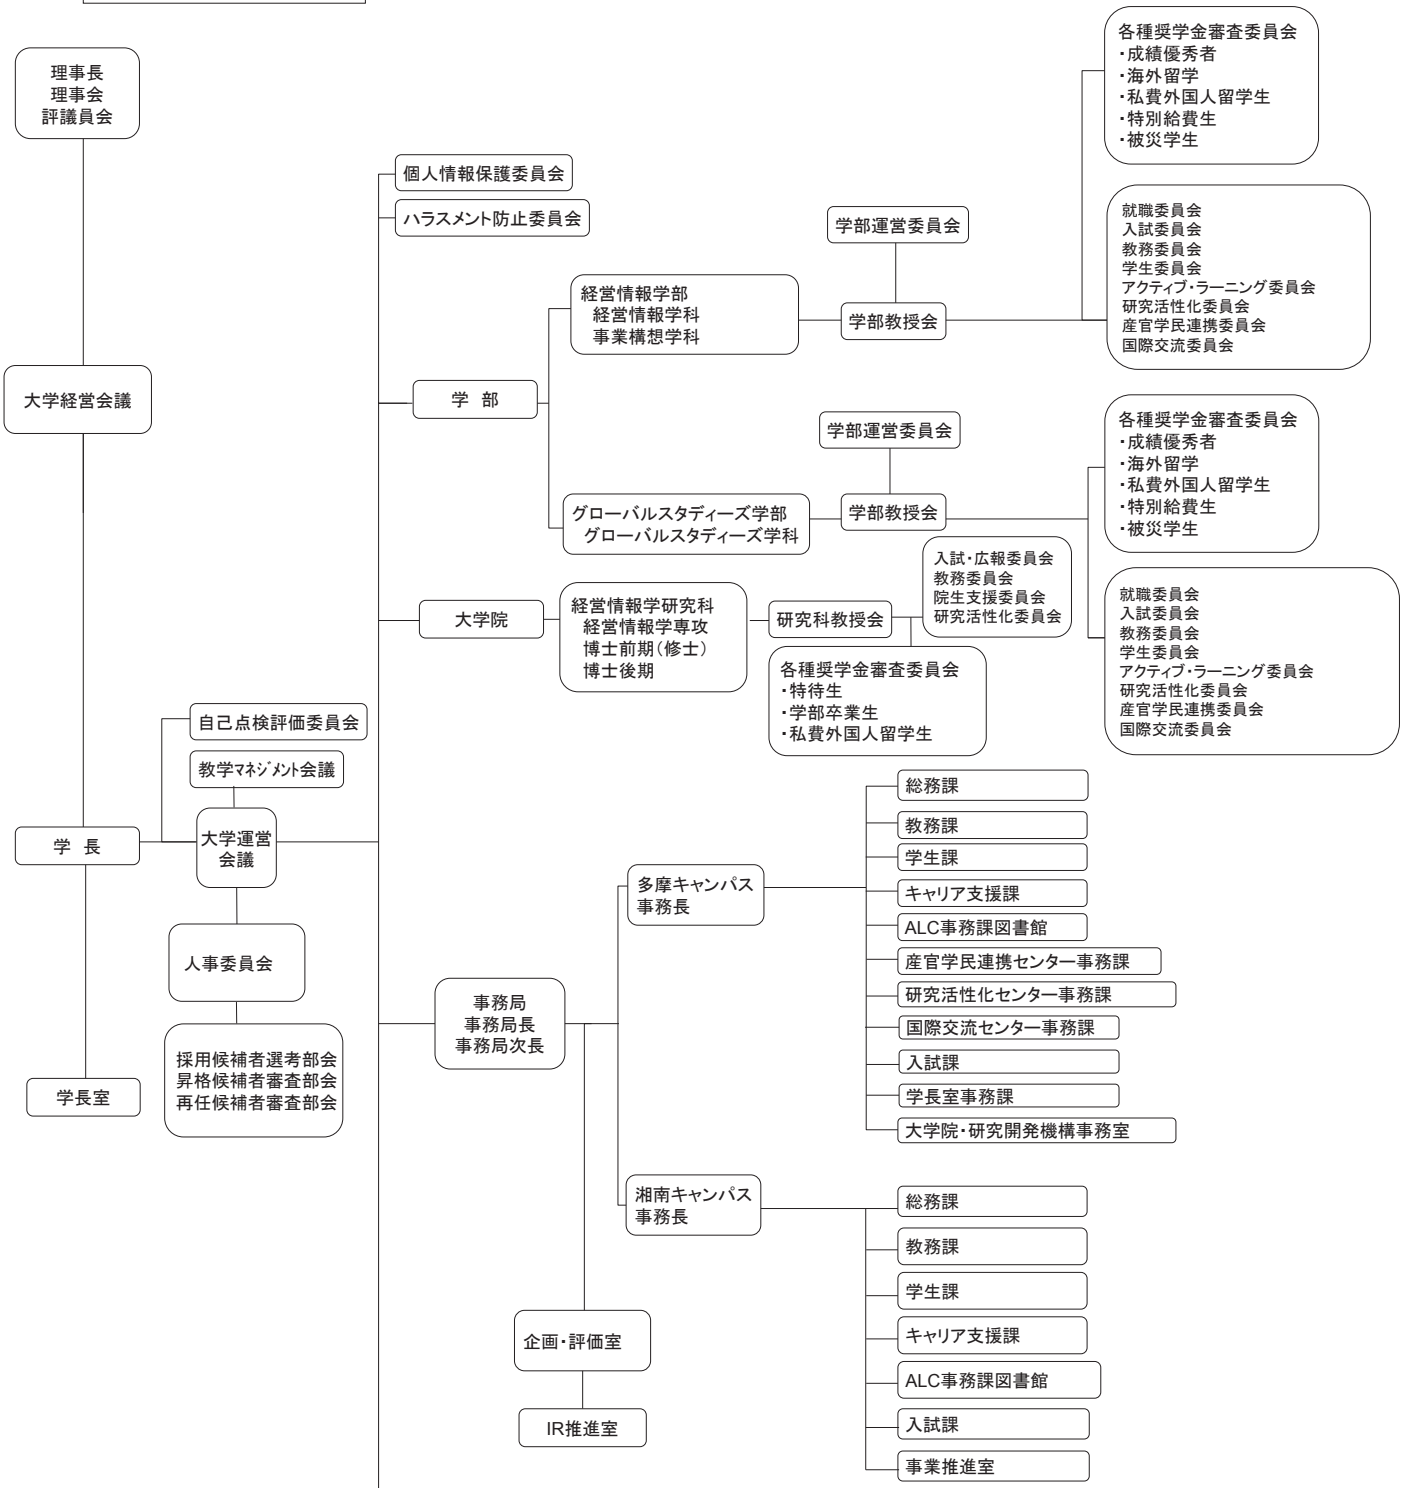 理事長
理事会
評議員会
大学経営会議
学 長
学長室
自己点検評価委員会
教学マネジメント会議
大学運営
会議
人事委員会
採用候補者選考部会
昇格候補者審査部会
再任候補者審査部会
個人情報保護委員会
ハラスメント防止委員会
学 部
経営情報学部
経営情報学科
事業構想学科
学部運営委員会
学部教授会
各種奨学金審査委員会
・成績優秀者
・海外留学
・私費外国人留学生
・特別給費生
・被災学生
就職委員会
入試委員会
教務委員会
学生委員会
アクティブ・ラーニング委員会
研究活性化委員会
産官学民連携委員会
国際交流委員会
グローバルスタディーズ学部
グローバルスタディーズ学科
学部運営委員会
学部教授会
各種奨学金審査委員会
・成績優秀者
・海外留学
・私費外国人留学生
・特別給費生
・被災学生
就職委員会
入試委員会
教務委員会
学生委員会
アクティブ・ラーニング委員会
研究活性化委員会
産官学民連携委員会
国際交流委員会
大学院
経営情報学研究科
経営情報学専攻
博士前期（修士）
博士後期
研究科教授会
入試・広報委員会
教務委員会
院生支援委員会
研究活性化委員会
各種奨学金審査委員会
・特待生
・学部卒業生
・私費外国人留学生
事務局
事務局長
事務局次長
多摩キャンパス
事務長
総務課
教務課
学生課
キャリア支援課
ALC事務課図書館
産官学民連携センター事務課
研究活性化センター事務課
国際交流センター事務課
入試課
学長室事務課
大学院・研究開発機構事務室
湘南キャンパス
事務長
総務課
教務課
学生課
キャリア支援課
ALC事務課図書館
入試課
事業推進室
企画・評価室
IR推進室